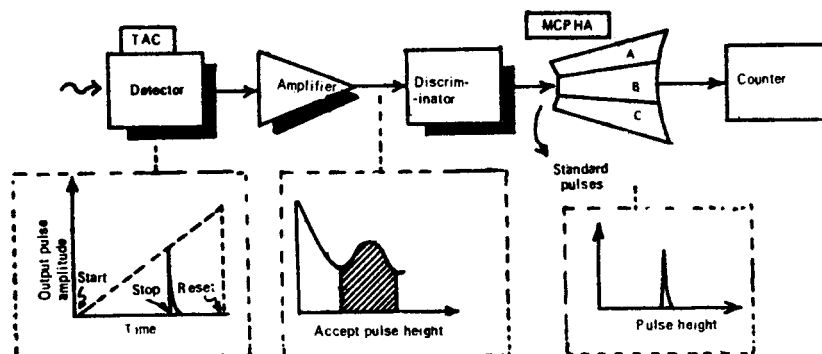 TAC
MCPHA
Detector
Amplifier
Discrim-
-inator
A
B
C
Counter
Standard
pulses
Output pulse
amplitude
Start
Stop
Reset
Time
Accept pulse height
Pulse height